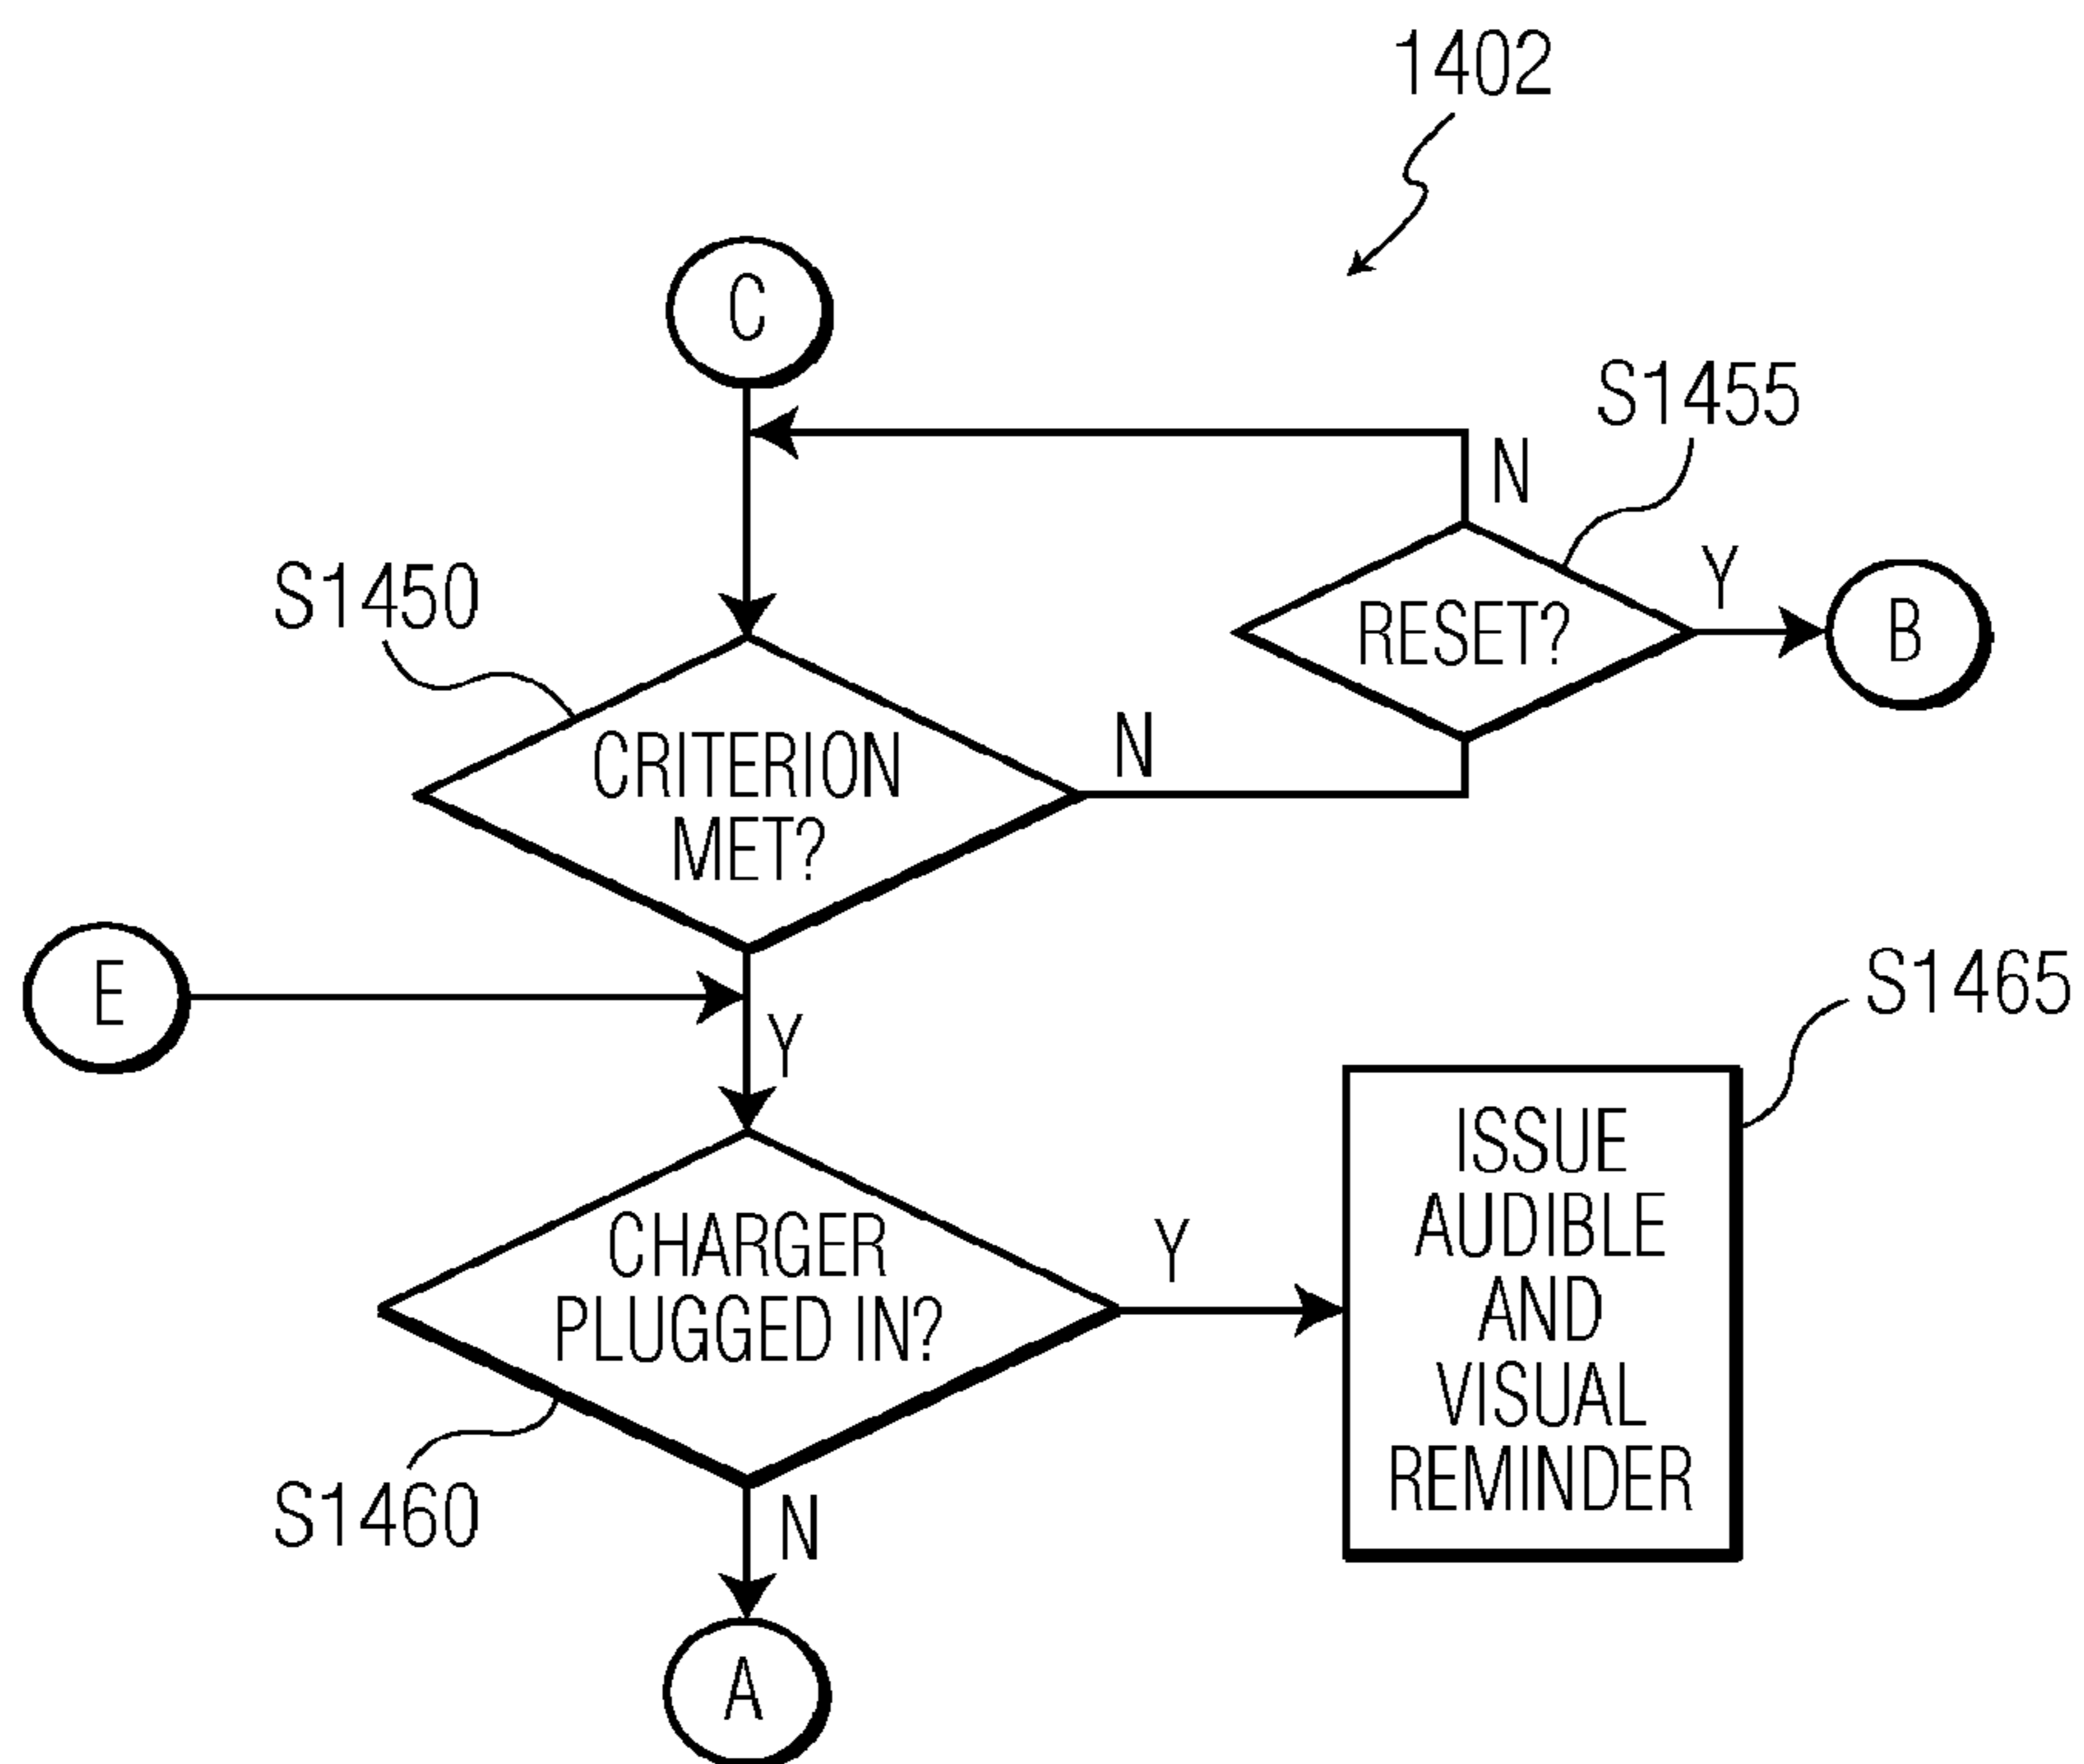 1402
C
S1455
N
Y
S1450
RESET?
B
CRITERION
MET?
N
E
S1465
Y
ISSUE
AUDIBLE
AND
VISUAL
REMINDER
CHARGER
PLUGGED IN?
Y
S1460
N
A